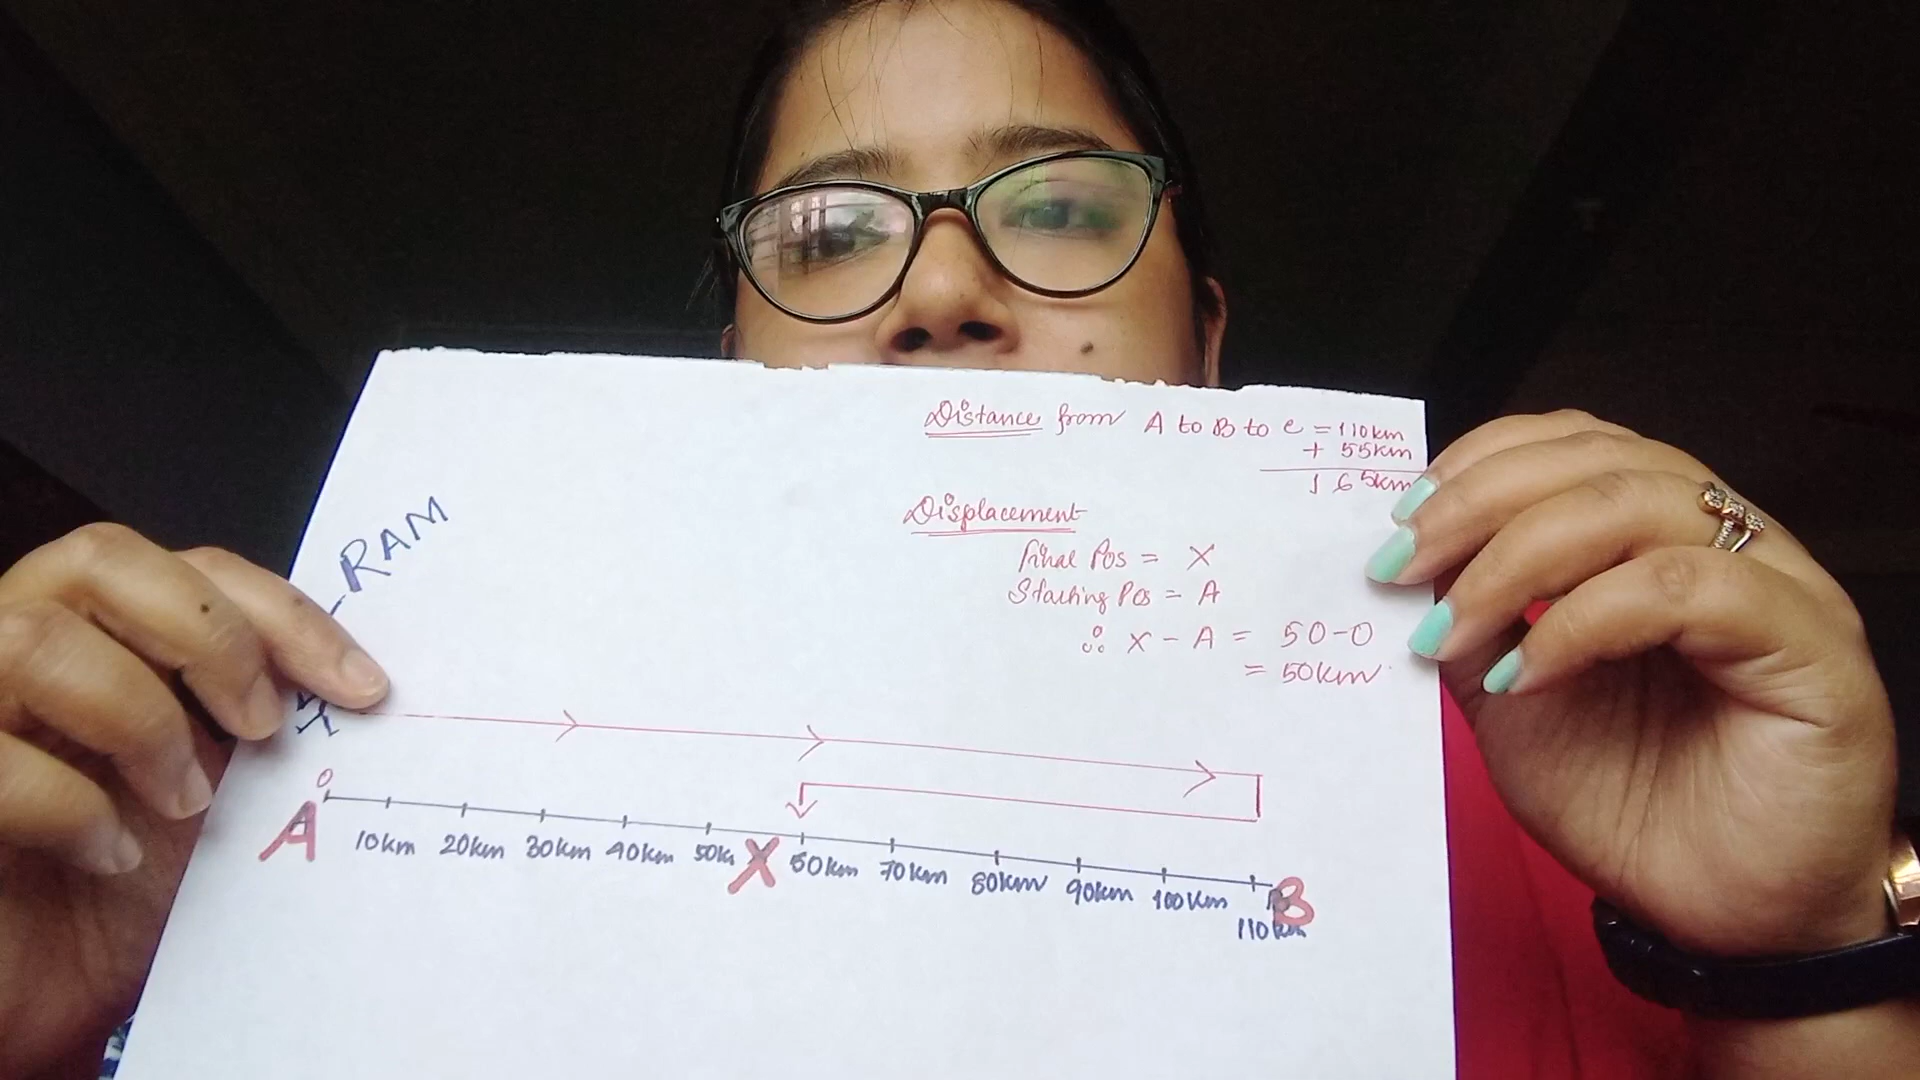 Distance from A to B to C = 110km
+ 55km
165km
Displacement
Final Pos = X
Starting Pos = A
∴ X - A = 50-0
= 50km
RAM
0
A 10km 20km 30km 40km 50k X 50km 70km 80km 90km 100km B
110km